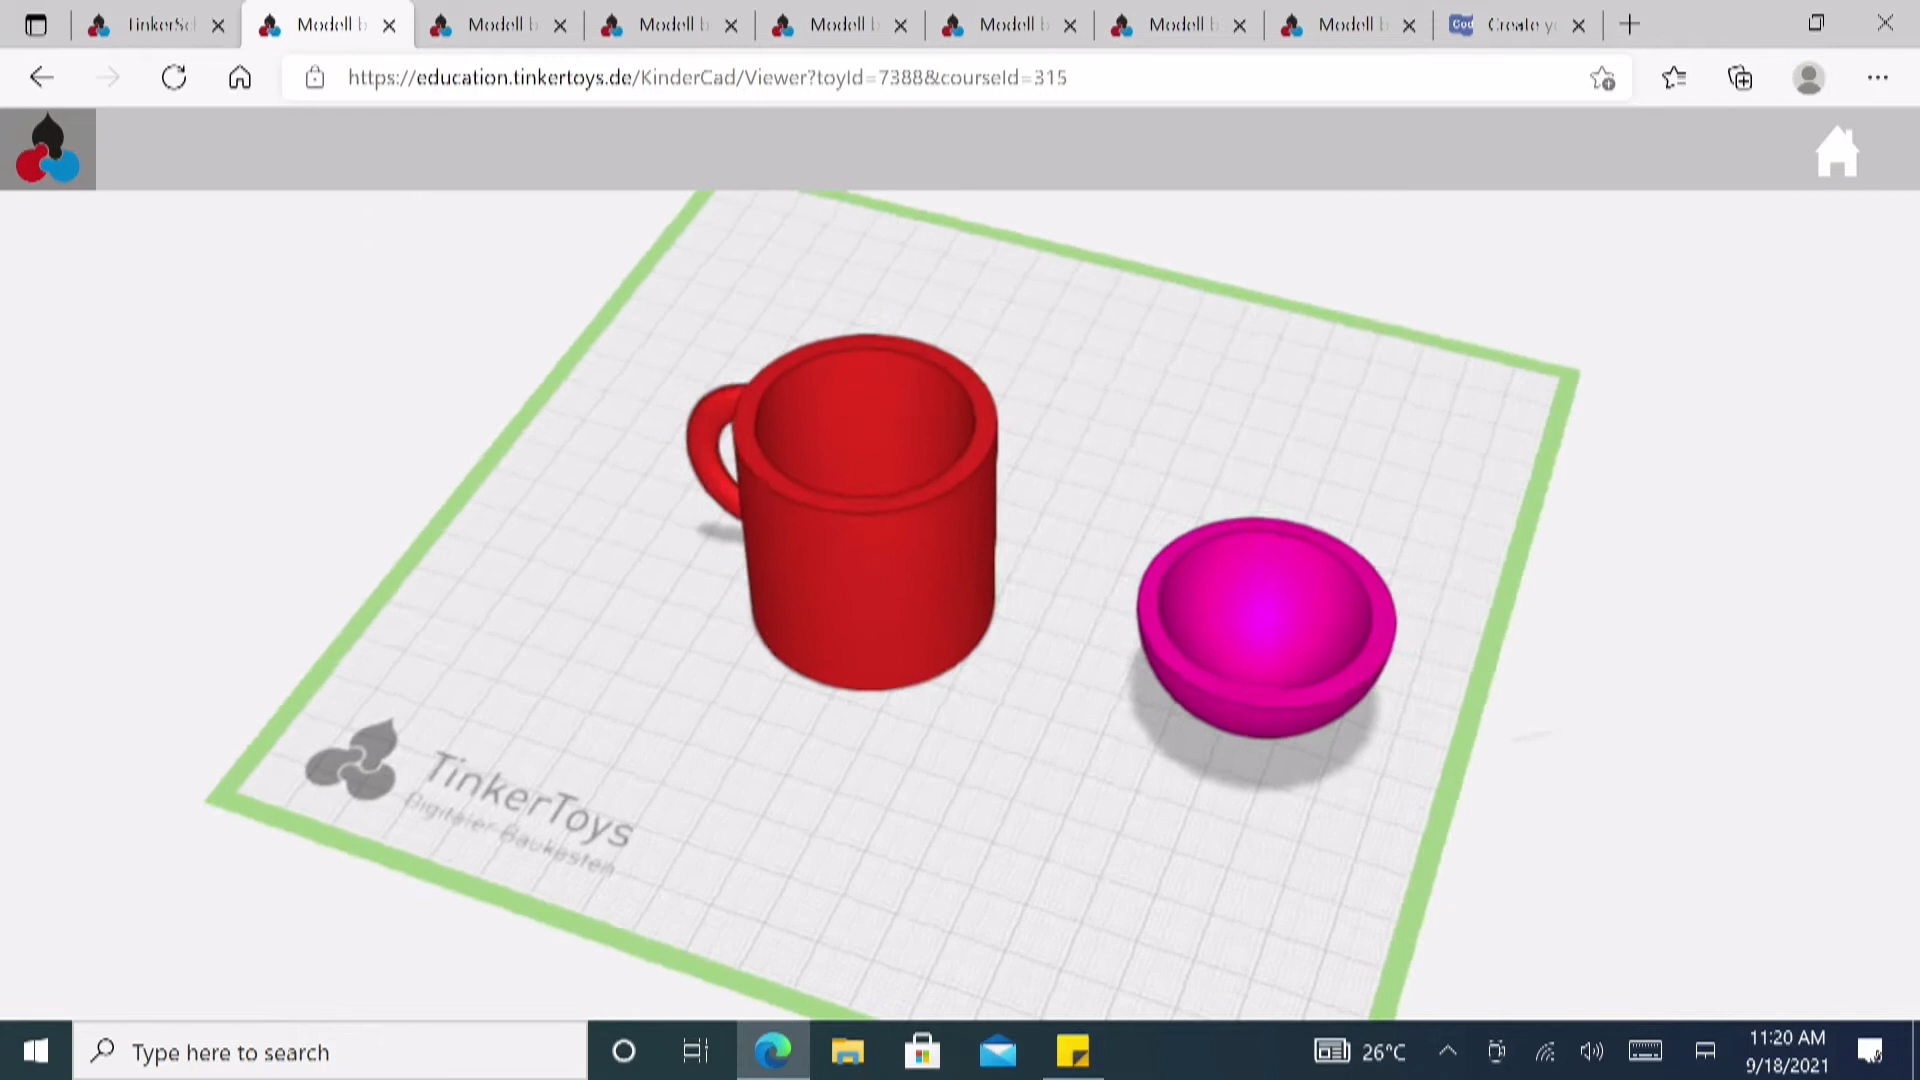 TinkerSc
Modell b
Modell b
Modell b
Modell b
Modell b
Modell b
Modell b
Cod
Create y
https://education.tinkertoys.de/KinderCad/Viewer?toyId=7388&courseId=315
TinkerToys
Digitaler Baukasten
Type here to search
26°C
11:20 AM
9/18/2021